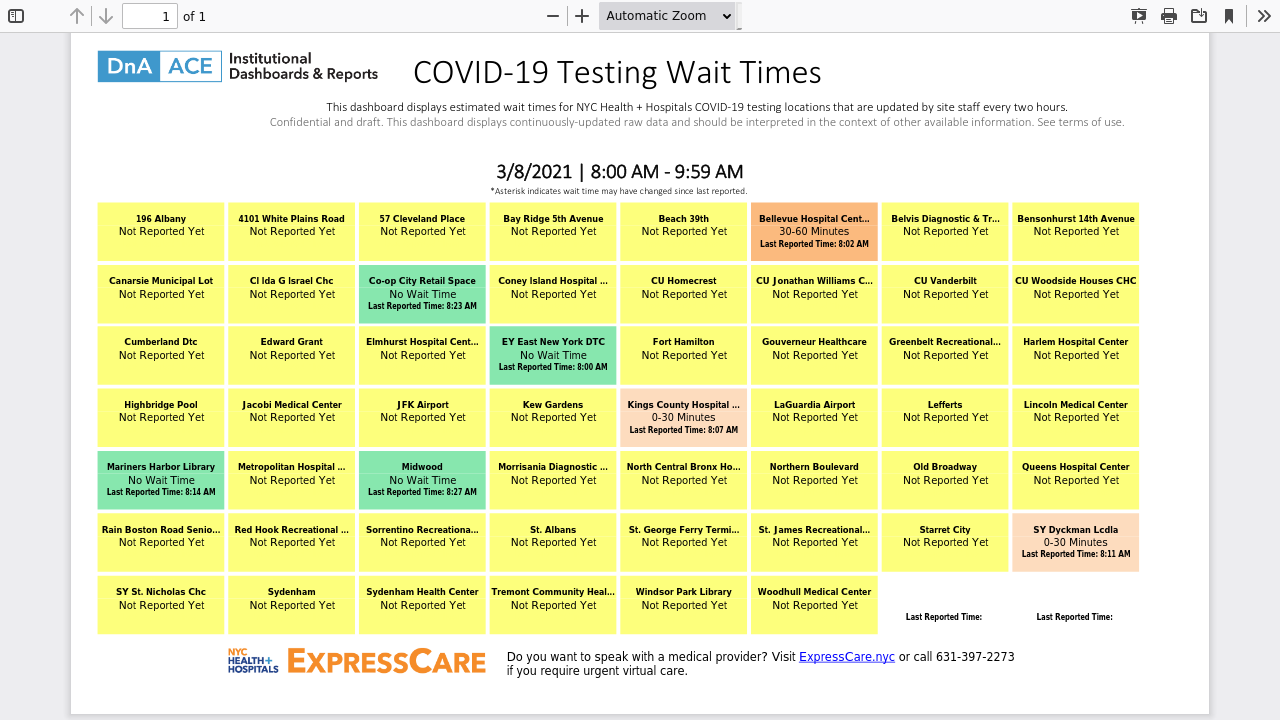 1 of 1 Automatic Zoom
DnA ACE Institutional
Dashboards & Reports
COVID-19 Testing Wait Times
This dashboard displays estimated wait times for NYC Health + Hospitals COVID-19 testing locations that are updated by site staff every two hours.
Confidential and draft. This dashboard displays continuously-updated raw data and should be interpreted in the context of other available information. See terms of use.
3/8/2021 | 8:00 AM - 9:59 AM
*Asterisk indicates wait time may have changed since last reported.
196 Albany
Not Reported Yet
4101 White Plains Road
Not Reported Yet
57 Cleveland Place
Not Reported Yet
Bay Ridge 5th Avenue
Not Reported Yet
Beach 39th
Not Reported Yet
Bellevue Hospital Cent...
30-60 Minutes
Last Reported Time: 8:02 AM
Belvis Diagnostic & Tr...
Not Reported Yet
Bensonhurst 14th Avenue
Not Reported Yet
Canarsie Municipal Lot
Not Reported Yet
Cl Ida G Israel Chc
Not Reported Yet
Co-op City Retail Space
No Wait Time
Last Reported Time: 8:23 AM
Coney Island Hospital ...
Not Reported Yet
CU Homecrest
Not Reported Yet
CU Jonathan Williams C...
Not Reported Yet
CU Vanderbilt
Not Reported Yet
CU Woodside Houses CHC
Not Reported Yet
Cumberland Dtc
Not Reported Yet
Edward Grant
Not Reported Yet
Elmhurst Hospital Cent...
Not Reported Yet
EY East New York DTC
No Wait Time
Last Reported Time: 8:00 AM
Fort Hamilton
Not Reported Yet
Gouverneur Healthcare
Not Reported Yet
Greenbelt Recreational...
Not Reported Yet
Harlem Hospital Center
Not Reported Yet
Highbridge Pool
Not Reported Yet
Jacobi Medical Center
Not Reported Yet
JFK Airport
Not Reported Yet
Kew Gardens
Not Reported Yet
Kings County Hospital ...
0-30 Minutes
Last Reported Time: 8:07 AM
LaGuardia Airport
Not Reported Yet
Lefferts
Not Reported Yet
Lincoln Medical Center
Not Reported Yet
Mariners Harbor Library
No Wait Time
Last Reported Time: 8:14 AM
Metropolitan Hospital ...
Not Reported Yet
Midwood
No Wait Time
Last Reported Time: 8:27 AM
Morrisania Diagnostic ...
Not Reported Yet
North Central Bronx Ho...
Not Reported Yet
Northern Boulevard
Not Reported Yet
Old Broadway
Not Reported Yet
Queens Hospital Center
Not Reported Yet
Rain Boston Road Senio...
Not Reported Yet
Red Hook Recreational ...
Not Reported Yet
Sorrentino Recreationa...
Not Reported Yet
St. Albans
Not Reported Yet
St. George Ferry Termi...
Not Reported Yet
St. James Recreational...
Not Reported Yet
Starret City
Not Reported Yet
SY Dyckman Lcdla
0-30 Minutes
Last Reported Time: 8:11 AM
SY St. Nicholas Chc
Not Reported Yet
Sydenham
Not Reported Yet
Sydenham Health Center
Not Reported Yet
Tremont Community Heal...
Not Reported Yet
Windsor Park Library
Not Reported Yet
Woodhull Medical Center
Not Reported Yet
Last Reported Time:
Last Reported Time:
NYC
HEALTH+
HOSPITALS
EXPRESSCARE
Do you want to speak with a medical provider? Visit ExpressCare.nyc or call 631-397-2273
if you require urgent virtual care.